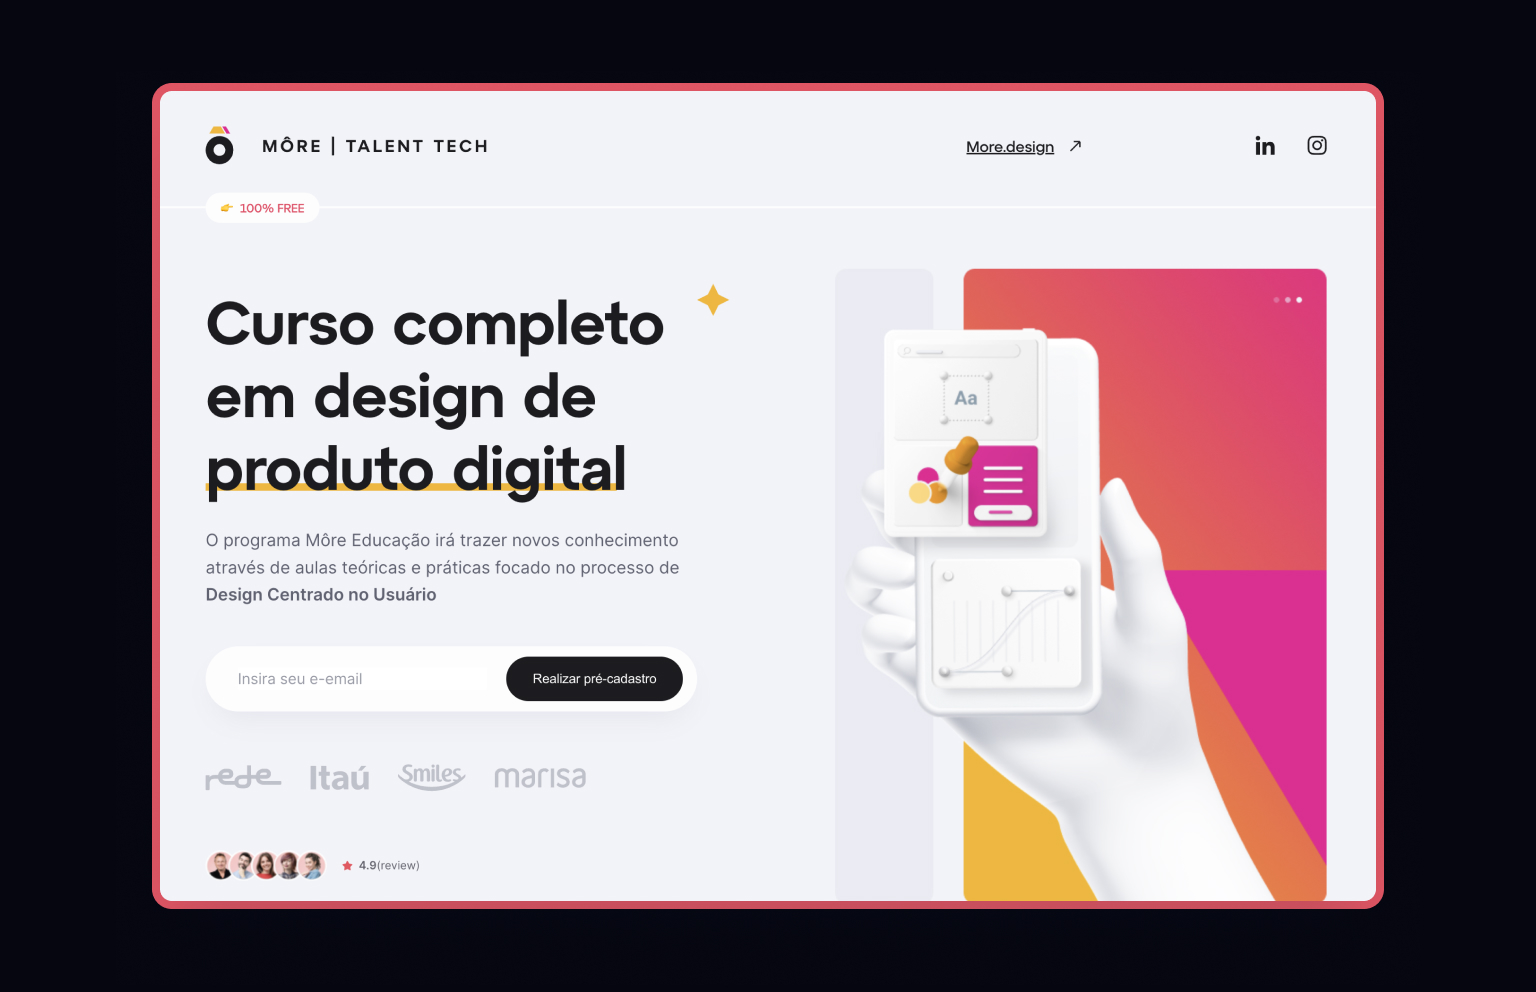 MÔRE | TALENT TECH
More.design
100% FREE
Curso completo
em design de
produto digital
O programa Môre Educação irá trazer novos conhecimento
através de aulas teóricas e práticas focado no processo de
Design Centrado no Usuário
Insira seu e-email
Realizar pré-cadastro
rede
Itaú
Smiles
marisa
4.9(review)
Aa